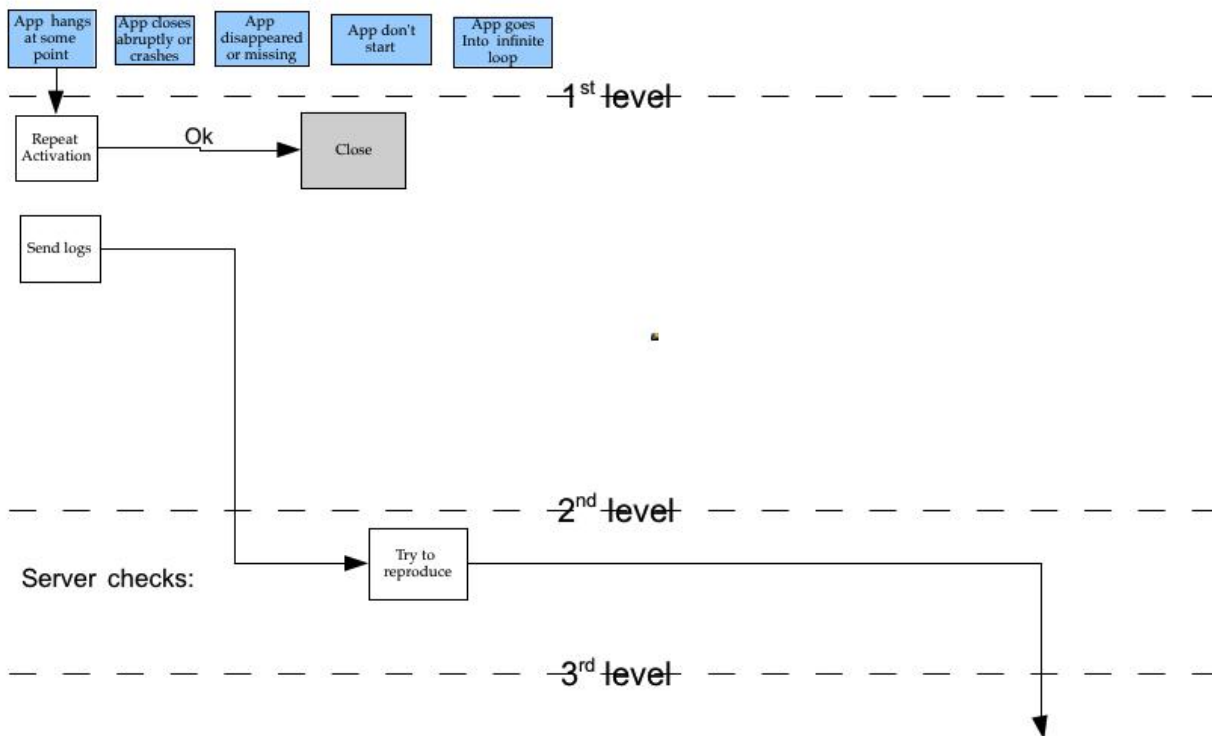 App hangs
at some
point
App closes
abruptly or
crashes
App
disappeared
or missing
App don't
start
App goes
Into infinite
loop
1st level
Repeat
Activation
Ok
Close
Send logs
2nd level
Try to
reproduce
Server checks:
3rd level